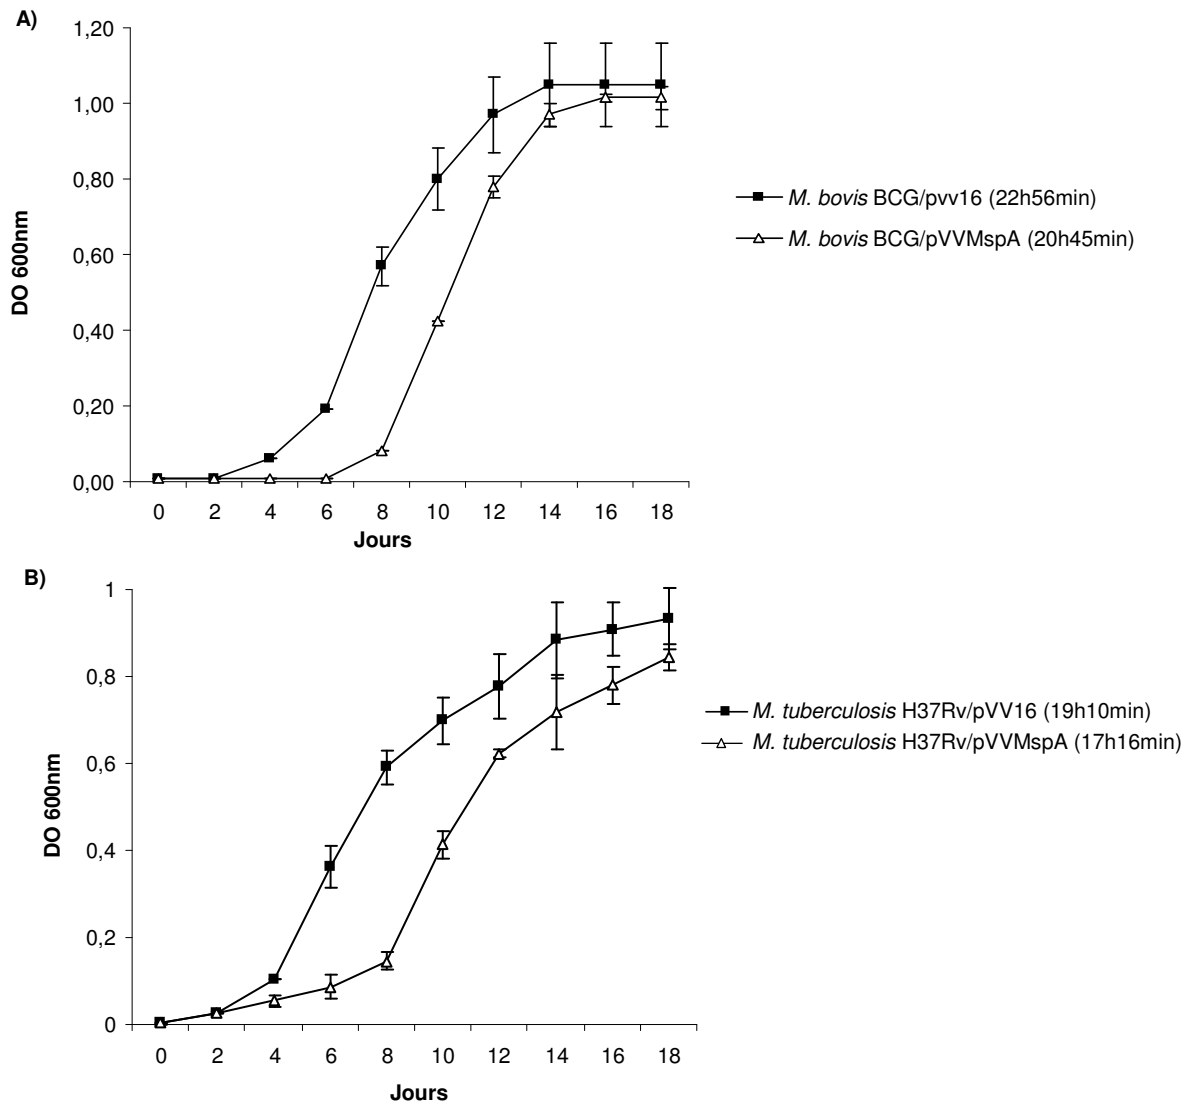 A)
1,20
1,00
0,80
0,60
0,40
0,20
0,00
DO 600nm
0 2 4 6 8 10 12 14 16 18
Jours
M. bovis BCG/pvv16 (22h56min)
M. bovis BCG/pVVMspA (20h45min)
B)
1
0,8
0,6
0,4
0,2
0
DO 600nm
0 2 4 6 8 10 12 14 16 18
Jours
M. tuberculosis H37Rv/pVV16 (19h10min)
M. tuberculosis H37Rv/pVVMspA (17h16min)